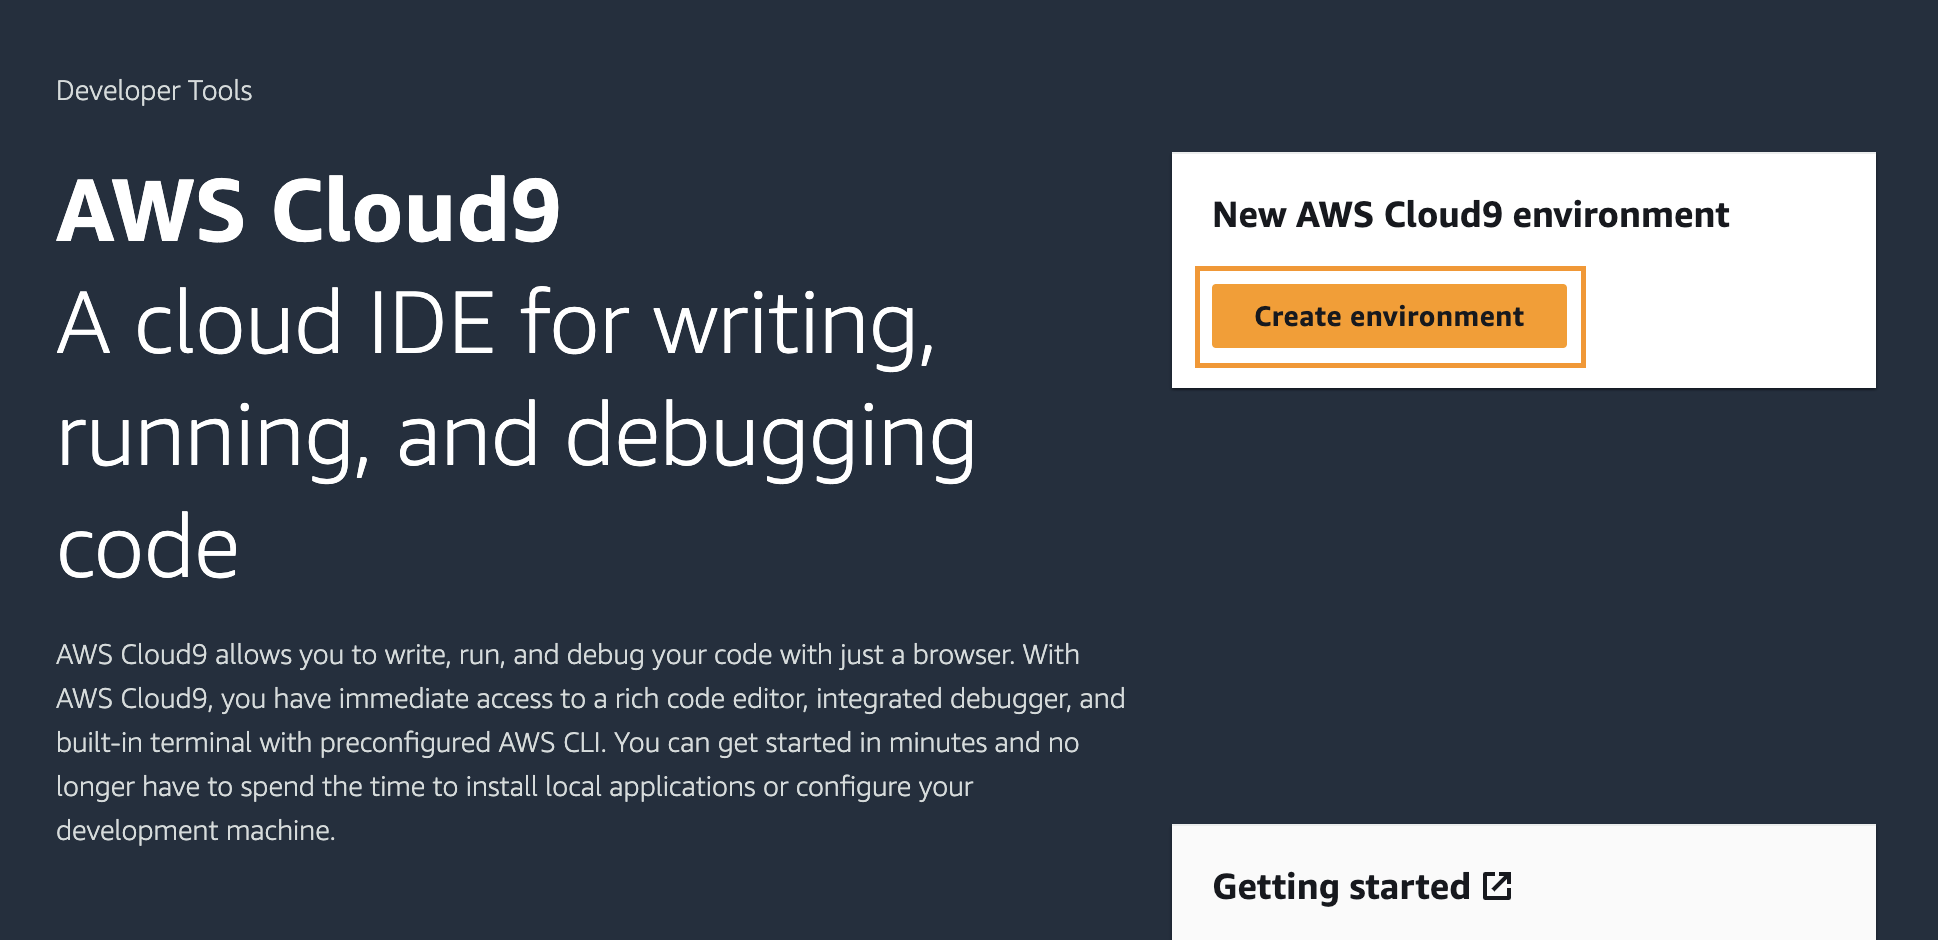 Developer Tools
AWS Cloud9
A cloud IDE for writing,
running, and debugging
code
AWS Cloud9 allows you to write, run, and debug your code with just a browser. With
AWS Cloud9, you have immediate access to a rich code editor, integrated debugger, and
built-in terminal with preconfigured AWS CLI. You can get started in minutes and no
longer have to spend the time to install local applications or configure your
development machine.
New AWS Cloud9 environment
Create environment
Getting started